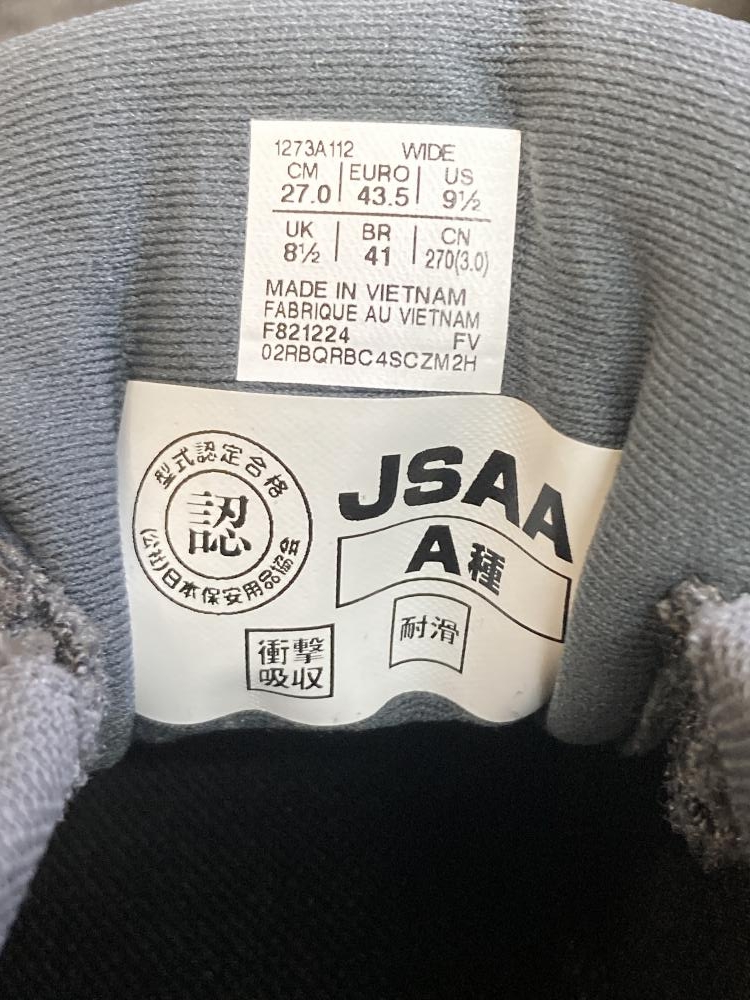 1273A112 WIDE
CM EURO US
27.0 43.5 9½
UK BR CN
8½ 41 270(3.0)
MADE IN VIETNAM
FABRIQUE AU VIETNAM
F821224 FV
02RBQRBC4SCZM2H
型式認定合格
認
(公社)日本保安用品協会
JSAA
A種
耐滑
衝撃
吸収